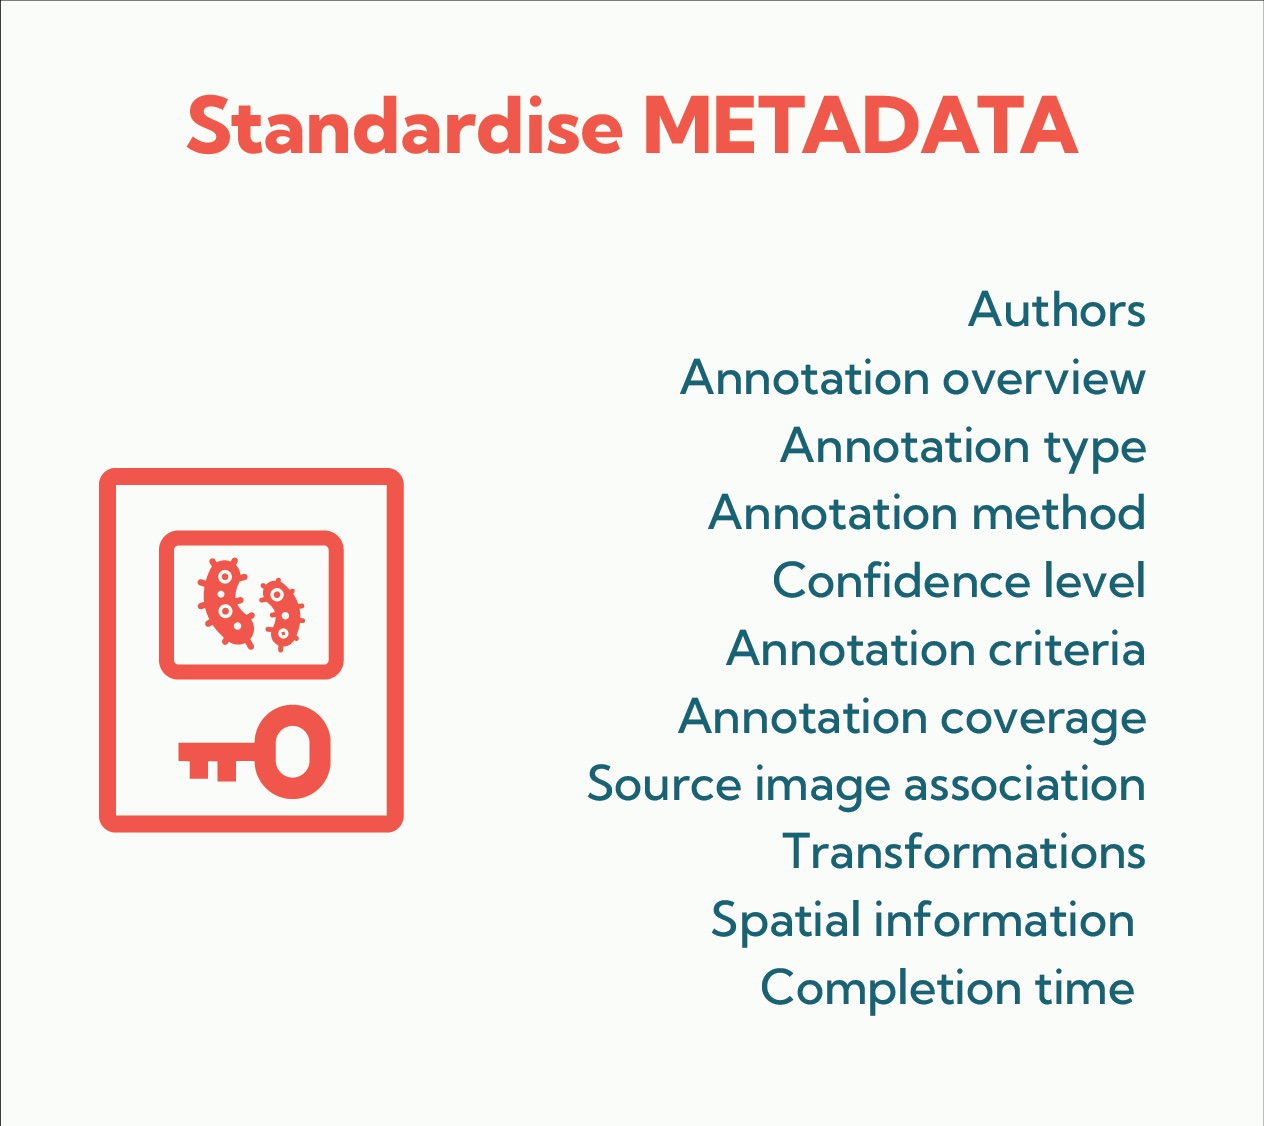 Standardise METADATA
Authors
Annotation overview
Annotation type
Annotation method
Confidence level
Annotation criteria
Annotation coverage
Source image association
Transformations
Spatial information
Completion time